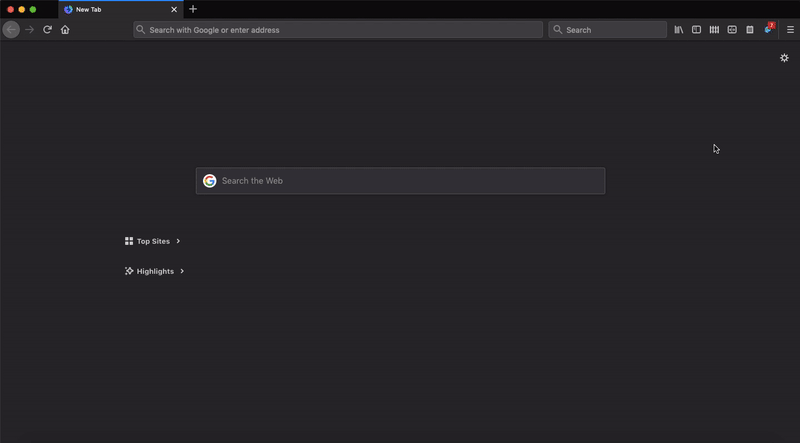 New Tab
Search with Google or enter address
Search
7
Search the Web
Top Sites
Highlights